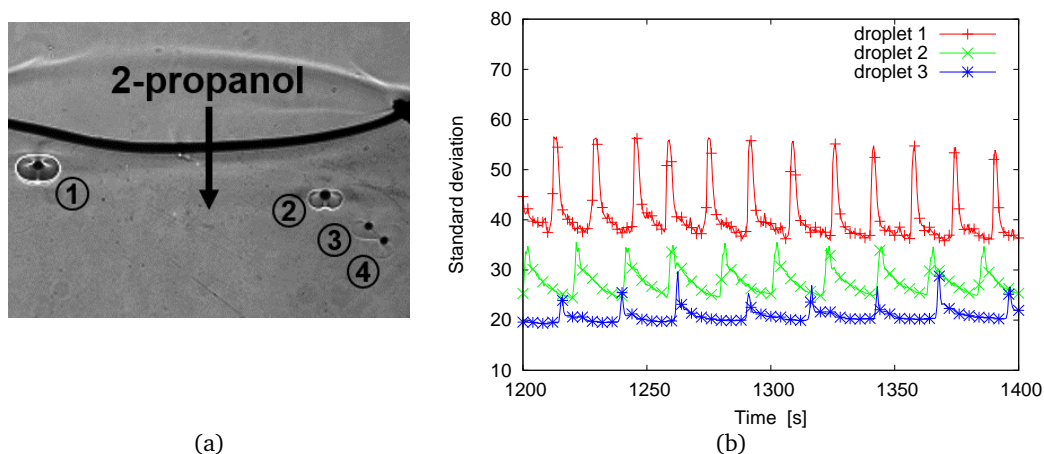 2-propanol
①
②
③
④
(a)
80
70
60
50
40
30
20
10
Standard deviation
1200
1250
1300
1350
1400
Time [s]
droplet 1
droplet 2
droplet 3
(b)